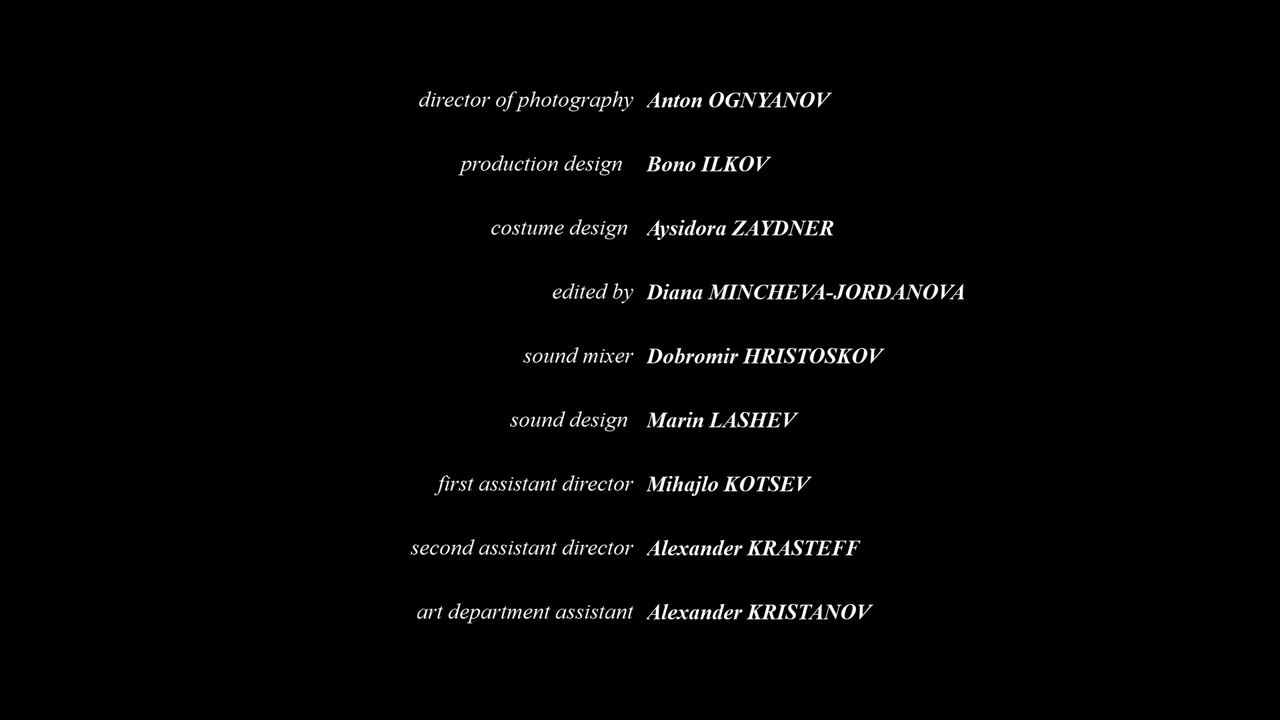 director of photography Anton OGNYANOV
production design Bono ILKOV
costume design Aysidora ZAYDNER
edited by Diana MINCHEVA-JORDANOVA
sound mixer Dobromir HRISTOSKOV
sound design Marin LASHEV
first assistant director Mihajlo KOTSEV
second assistant director Alexander KRASTEFF
art department assistant Alexander KRISTANOV